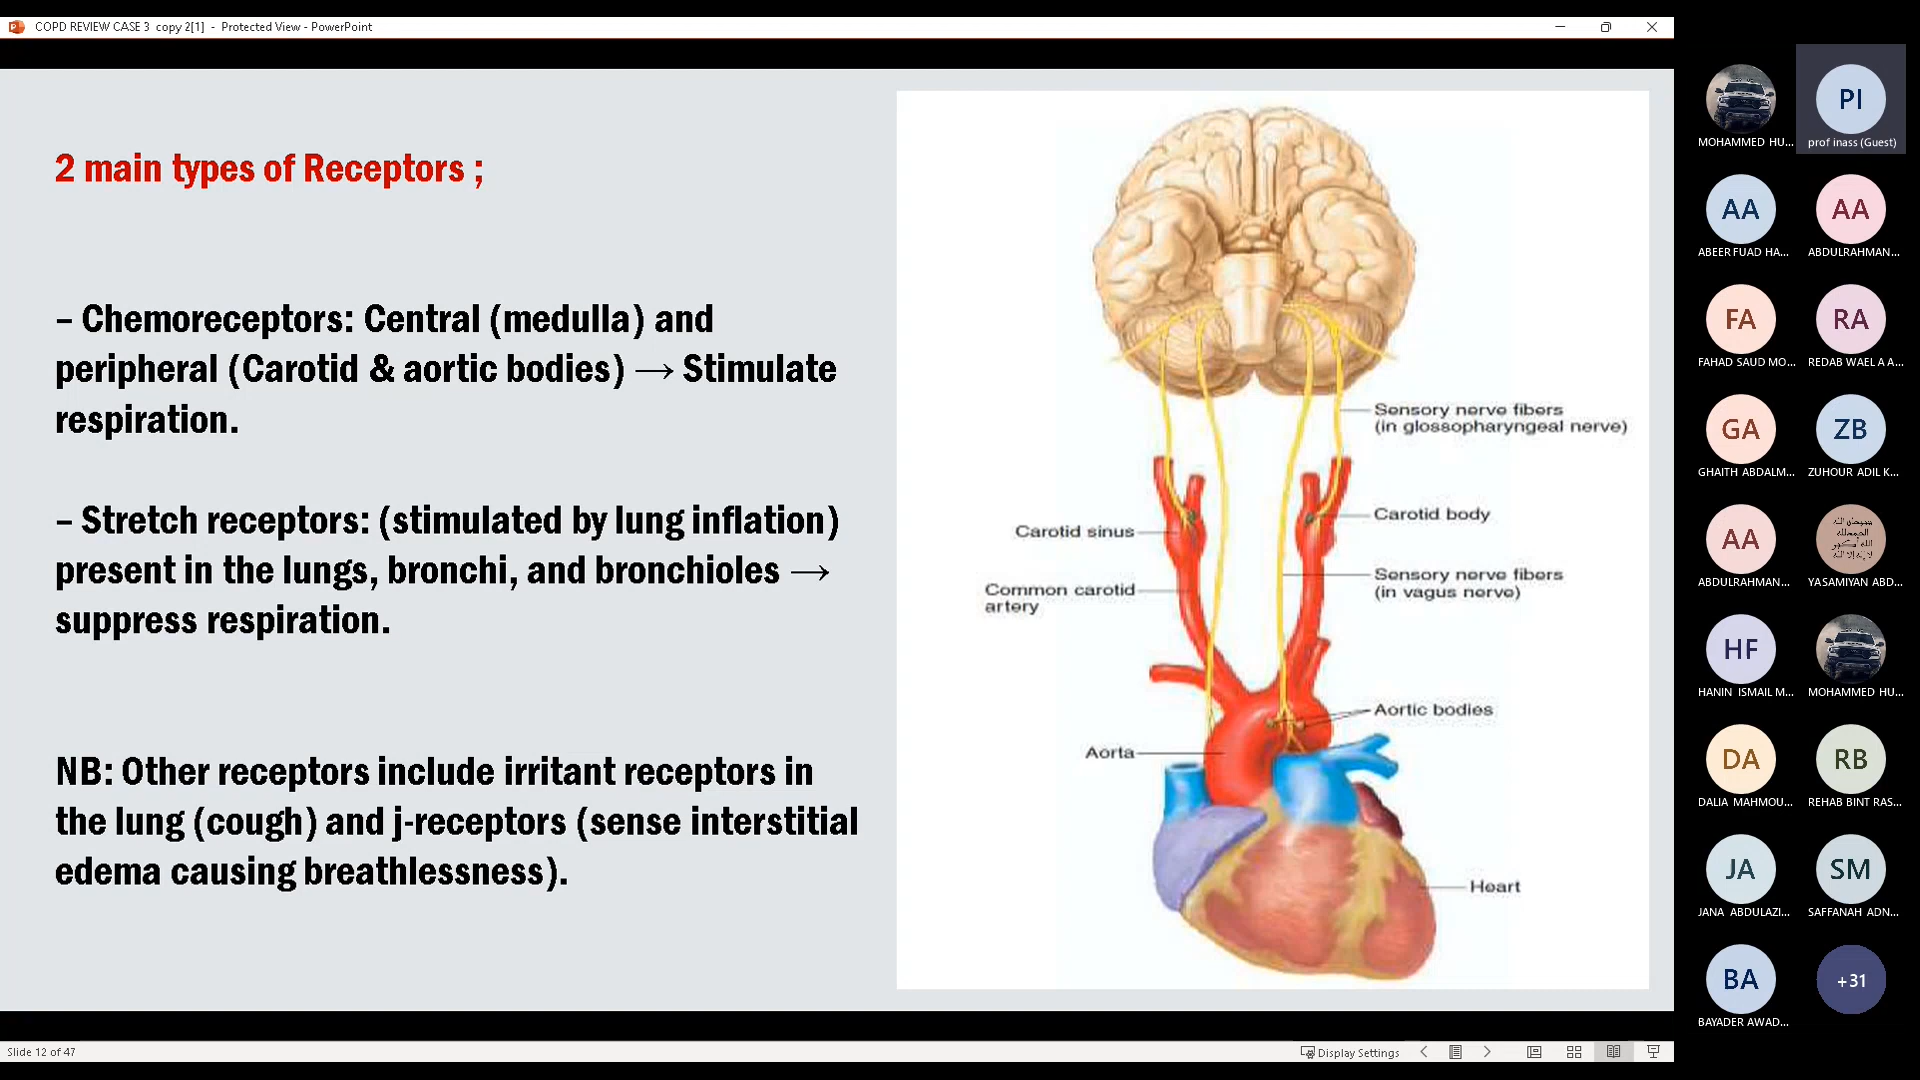 COPD REVIEW CASE 3  copy 2[1]  -  Protected View - PowerPoint
2 main types of Receptors ;
– Chemoreceptors: Central (medulla) and
peripheral (Carotid & aortic bodies) → Stimulate
respiration.
– Stretch receptors: (stimulated by lung inflation)
present in the lungs, bronchi, and bronchioles →
suppress respiration.
NB: Other receptors include irritant receptors in
the lung (cough) and j-receptors (sense interstitial
edema causing breathlessness).
Sensory nerve fibers
(in glossopharyngeal nerve)
Carotid sinus
Carotid body
Common carotid
artery
Sensory nerve fibers
(in vagus nerve)
Aortic bodies
Aorta
Heart
Slide 12 of 47
Display Settings
MOHAMMED HU...
PI
prof inass (Guest)
AA
ABEER FUAD HA...
AA
ABDULRAHMAN...
FA
FAHAD SAUD MO...
RA
REDAB WAEL A A...
GA
GHAITH ABDALM...
ZB
ZUHOUR ADIL K...
AA
ABDULRAHMAN...
YASAMIYAN ABD...
HF
HANIN  ISMAIL M...
MOHAMMED HU...
DA
DALIA  MAHMOU...
RB
REHAB BINT RAS...
JA
JANA  ABDULAZI...
SM
SAFFANAH  ADN...
BA
BAYADER AWAD...
+31